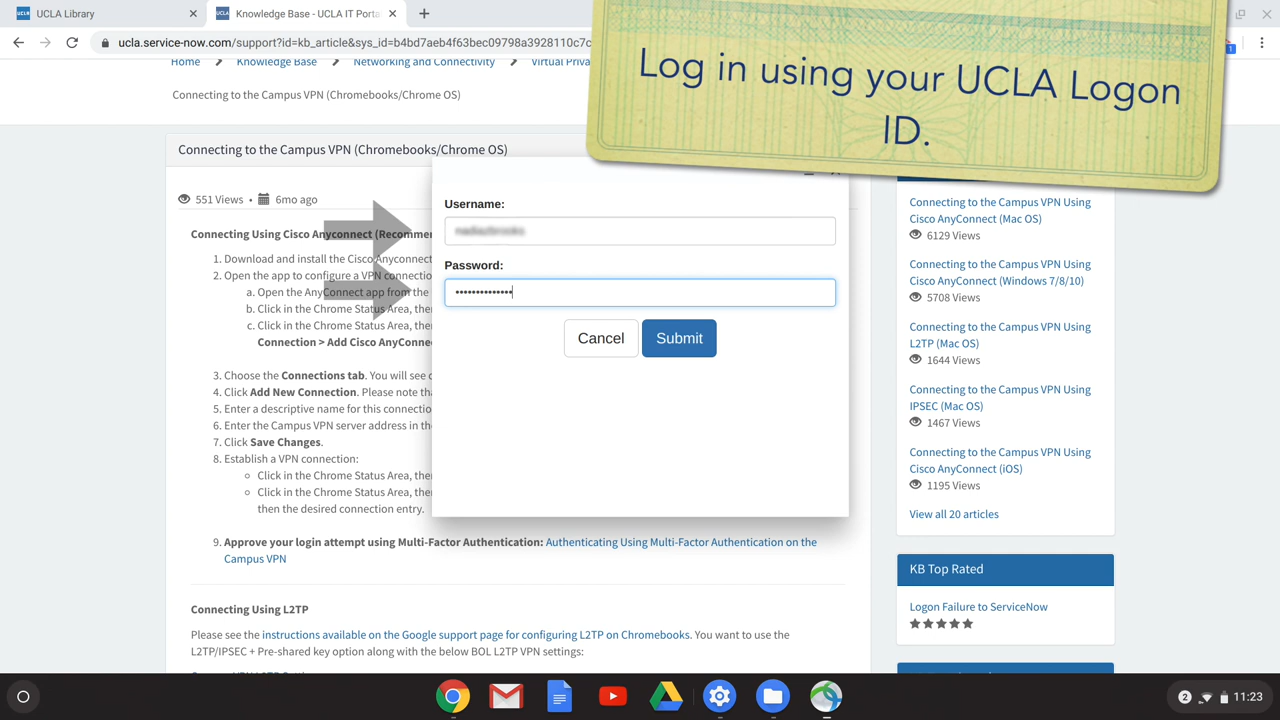 UCLA Library
Knowledge Base - UCLA IT Porta
ucla.service-now.com/support?id=kb_article&sys_id=b4bd7aeb4f63bec09798a3928110c7c
Log in using your UCLA Logon
ID.
Home
Knowledge Base
Networking and Connectivity
Virtual Priva
Connecting to the Campus VPN (Chromebooks/Chrome OS)
Connecting to the Campus VPN (Chromebooks/Chrome OS)
551 Views • 6mo ago
Connecting Using Cisco Anyconnect (Recomme
1. Download and install the Cisco Anyconnect
2. Open the app to configure a VPN connectio
a. Open the AnyConnect app from the
b. Click in the Chrome Status Area, the
c. Click in the Chrome Status Area, the
Connection > Add Cisco AnyConne
3. Choose the Connections tab. You will see
4. Click Add New Connection. Please note th
5. Enter a descriptive name for this connectio
6. Enter the Campus VPN server address in the
7. Click Save Changes.
8. Establish a VPN connection:
Click in the Chrome Status Area, the
Click in the Chrome Status Area, the
then the desired connection entry.
9. Approve your login attempt using Multi-Factor Authentication: Authenticating Using Multi-Factor Authentication on the
Campus VPN
Connecting Using L2TP
Please see the instructions available on the Google support page for configuring L2TP on Chromebooks. You want to use the
L2TP/IPSEC + Pre-shared key option along with the below BOL L2TP VPN settings:
Username:
Password:
Cancel
Submit
Connecting to the Campus VPN Using
Cisco AnyConnect (Mac OS)
6129 Views
Connecting to the Campus VPN Using
Cisco AnyConnect (Windows 7/8/10)
5708 Views
Connecting to the Campus VPN Using
L2TP (Mac OS)
1644 Views
Connecting to the Campus VPN Using
IPSEC (Mac OS)
1467 Views
Connecting to the Campus VPN Using
Cisco AnyConnect (iOS)
1195 Views
View all 20 articles
KB Top Rated
Logon Failure to ServiceNow
2
11:23